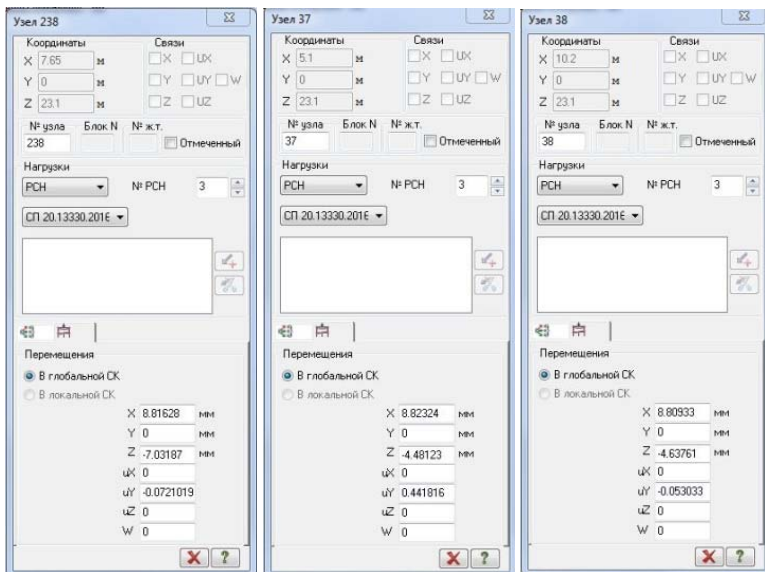 Узел 238
Координаты
Связи
X 7.65 м
X UX
Y 0 м
Y UY W
Z 23.1 м
Z UZ
№ узла Блок N № ж.т.
238
Отмеченный
Нагрузки
РСН
№ РСН 3
СП 20.13330.201Е
Перемещения
В глобальной СК
В локальной СК
X 8.81628 мм
Y 0
Z -7.03187 мм
uX 0
uY -0.0721019
uZ 0
W 0
Узел 37
Координаты
Связи
X 5.1 м
X UX
Y 0 м
Y UY W
Z 23.1 м
Z UZ
№ узла Блок N № ж.т.
37
Отмеченный
Нагрузки
РСН
№ РСН 3
СП 20.13330.201Е
Перемещения
В глобальной СК
В локальной СК
X 8.82324 мм
Y 0
Z -4.48123 мм
uX 0
uY 0.441816
uZ 0
W 0
Узел 38
Координаты
Связи
X 10.2 м
X UX
Y 0 м
Y UY W
Z 23.1 м
Z UZ
№ узла Блок N № ж.т.
38
Отмеченный
Нагрузки
РСН
№ РСН 3
СП 20.13330.201Е
Перемещения
В глобальной СК
В локальной СК
X 8.80933 мм
Y 0
Z -4.63761 мм
uX 0
uY -0.053033
uZ 0
W 0